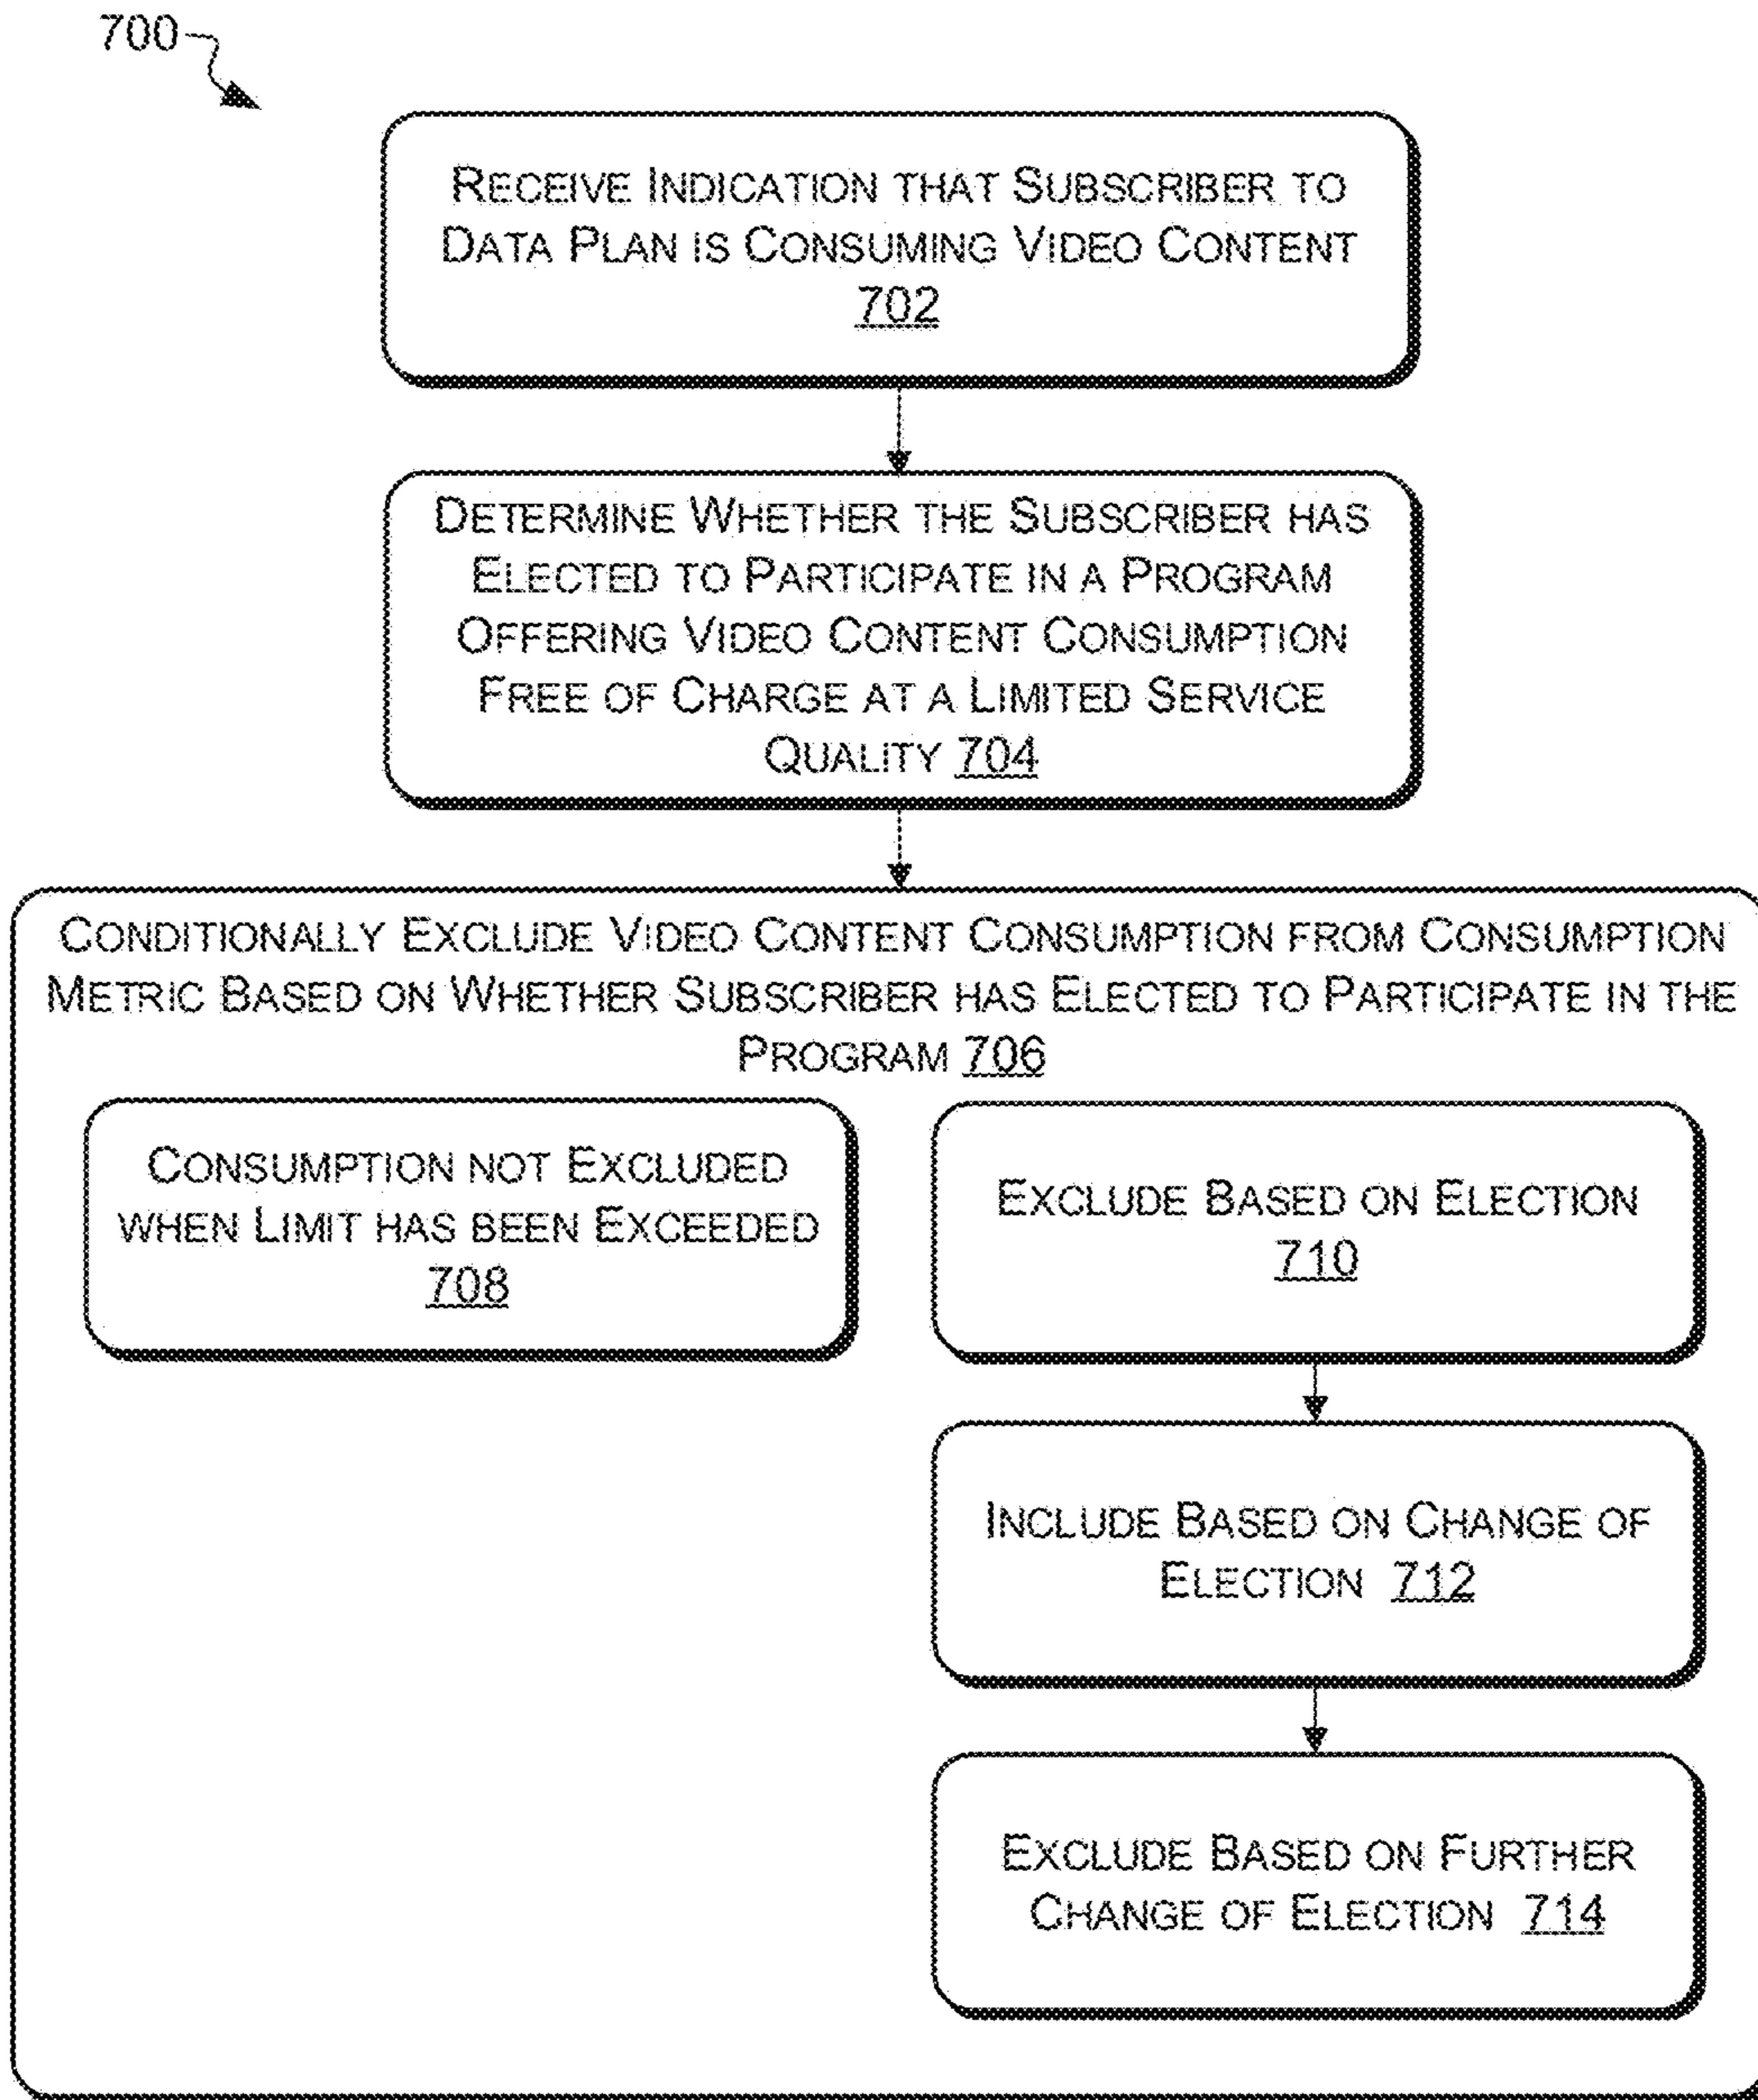 700
RECEIVE INDICATION THAT SUBSCRIBER TO
DATA PLAN IS CONSUMING VIDEO CONTENT
702
DETERMINE WHETHER THE SUBSCRIBER HAS
ELECTED TO PARTICIPATE IN A PROGRAM
OFFERING VIDEO CONTENT CONSUMPTION
FREE OF CHARGE AT A LIMITED SERVICE
QUALITY 704
CONDITIONALLY EXCLUDE VIDEO CONTENT CONSUMPTION FROM CONSUMPTION
METRIC BASED ON WHETHER SUBSCRIBER HAS ELECTED TO PARTICIPATE IN THE
PROGRAM 706
CONSUMPTION NOT EXCLUDED
WHEN LIMIT HAS BEEN EXCEEDED
708
EXCLUDE BASED ON ELECTION
710
INCLUDE BASED ON CHANGE OF
ELECTION 712
EXCLUDE BASED ON FURTHER
CHANGE OF ELECTION 714